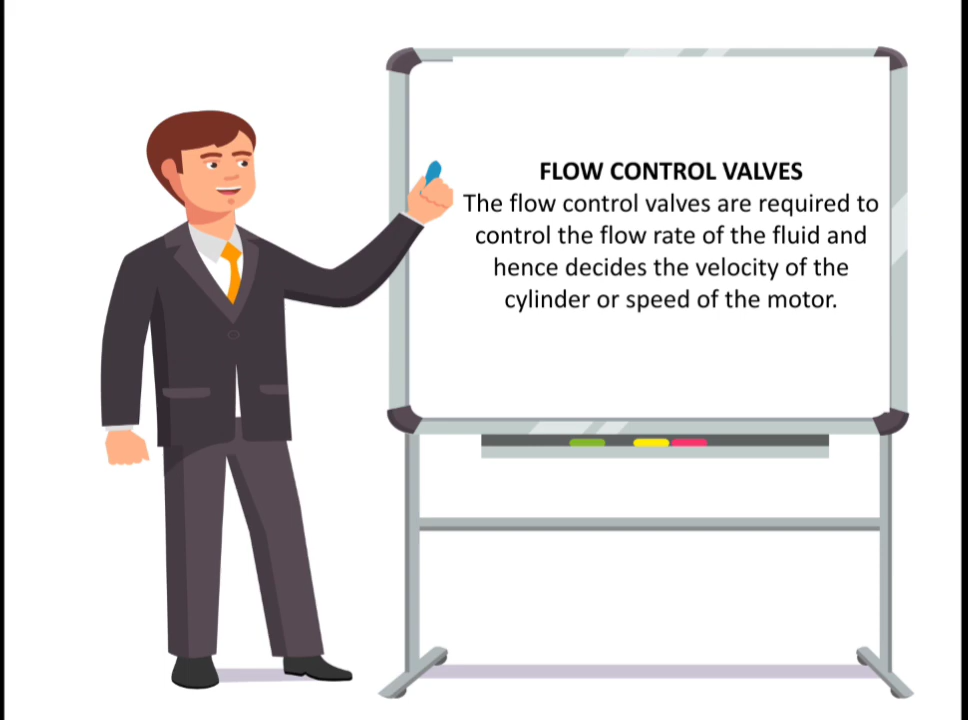 FLOW CONTROL VALVES
The flow control valves are required to
control the flow rate of the fluid and
hence decides the velocity of the
cylinder or speed of the motor.